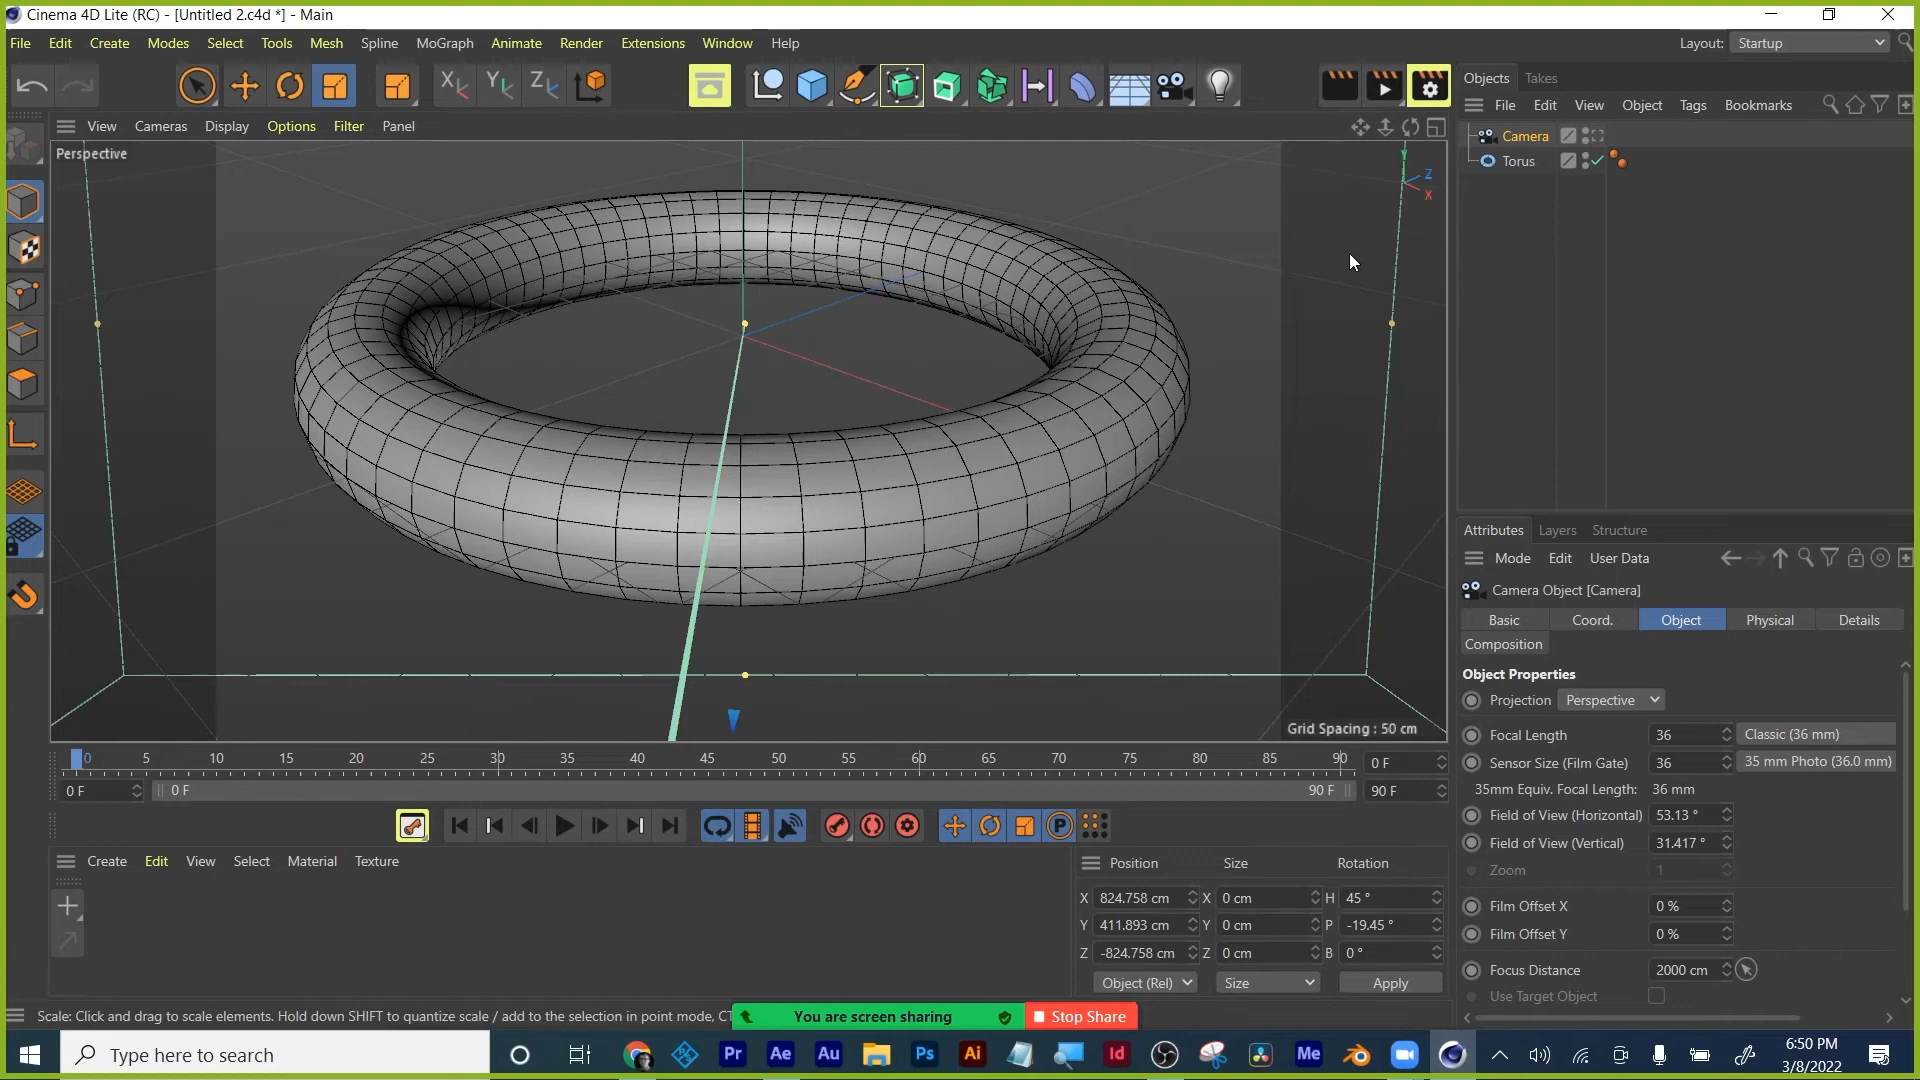 Cinema 4D Lite (RC) - [Untitled 2.c4d *] - Main
File Edit Create Modes Select Tools Mesh Spline MoGraph Animate Render Extensions Window Help
Layout: Startup
X Y Z
Objects Takes
File Edit View Object Tags Bookmarks
View Cameras Display Options Filter Panel
Camera
Torus
Perspective
Y
Z
X
Grid Spacing : 50 cm
Attributes Layers Structure
Mode Edit User Data
Camera Object [Camera]
Basic Coord. Object Physical Details
Composition
Object Properties
Projection Perspective
Focal Length 36 Classic (36 mm)
Sensor Size (Film Gate) 36 35 mm Photo (36.0 mm)
35mm Equiv. Focal Length: 36 mm
Field of View (Horizontal) 53.13 °
Field of View (Vertical) 31.417 °
Zoom 1
Film Offset X 0 %
Film Offset Y 0 %
Focus Distance 2000 cm
Use Target Object
0 5 10 15 20 25 30 35 40 45 50 55 60 65 70 75 80 85 90 0 F
0 F 0 F 90 F 90 F
P
Create Edit View Select Material Texture
Position Size Rotation
X 824.758 cm X 0 cm H 45 °
Y 411.893 cm Y 0 cm P -19.45 °
Z -824.758 cm Z 0 cm B 0 °
Object (Rel) Size Apply
Scale: Click and drag to scale elements. Hold down SHIFT to quantize scale / add to the selection in point mode, CT
You are screen sharing Stop Share
Type here to search
Pr Ae Au Ps Ai Id Me
6:50 PM
3/8/2022